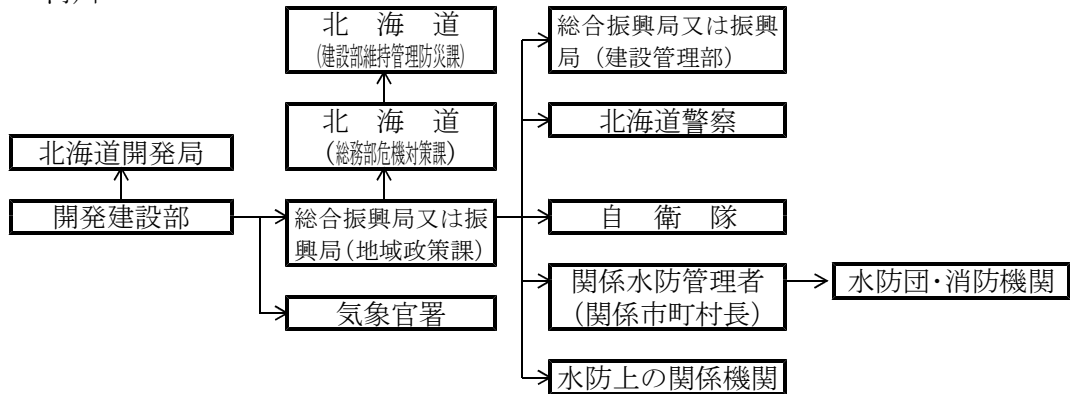 北　海　道
(建設部維持管理防災課)
総合振興局又は振興
局（建設管理部）
北　海　道
(総務部危機対策課)
北海道警察
北海道開発局
開発建設部
総合振興局又は振
興局(地域政策課)
自　衛　隊
関係水防管理者
(関係市町村長)
水防団・消防機関
気象官署
水防上の関係機関